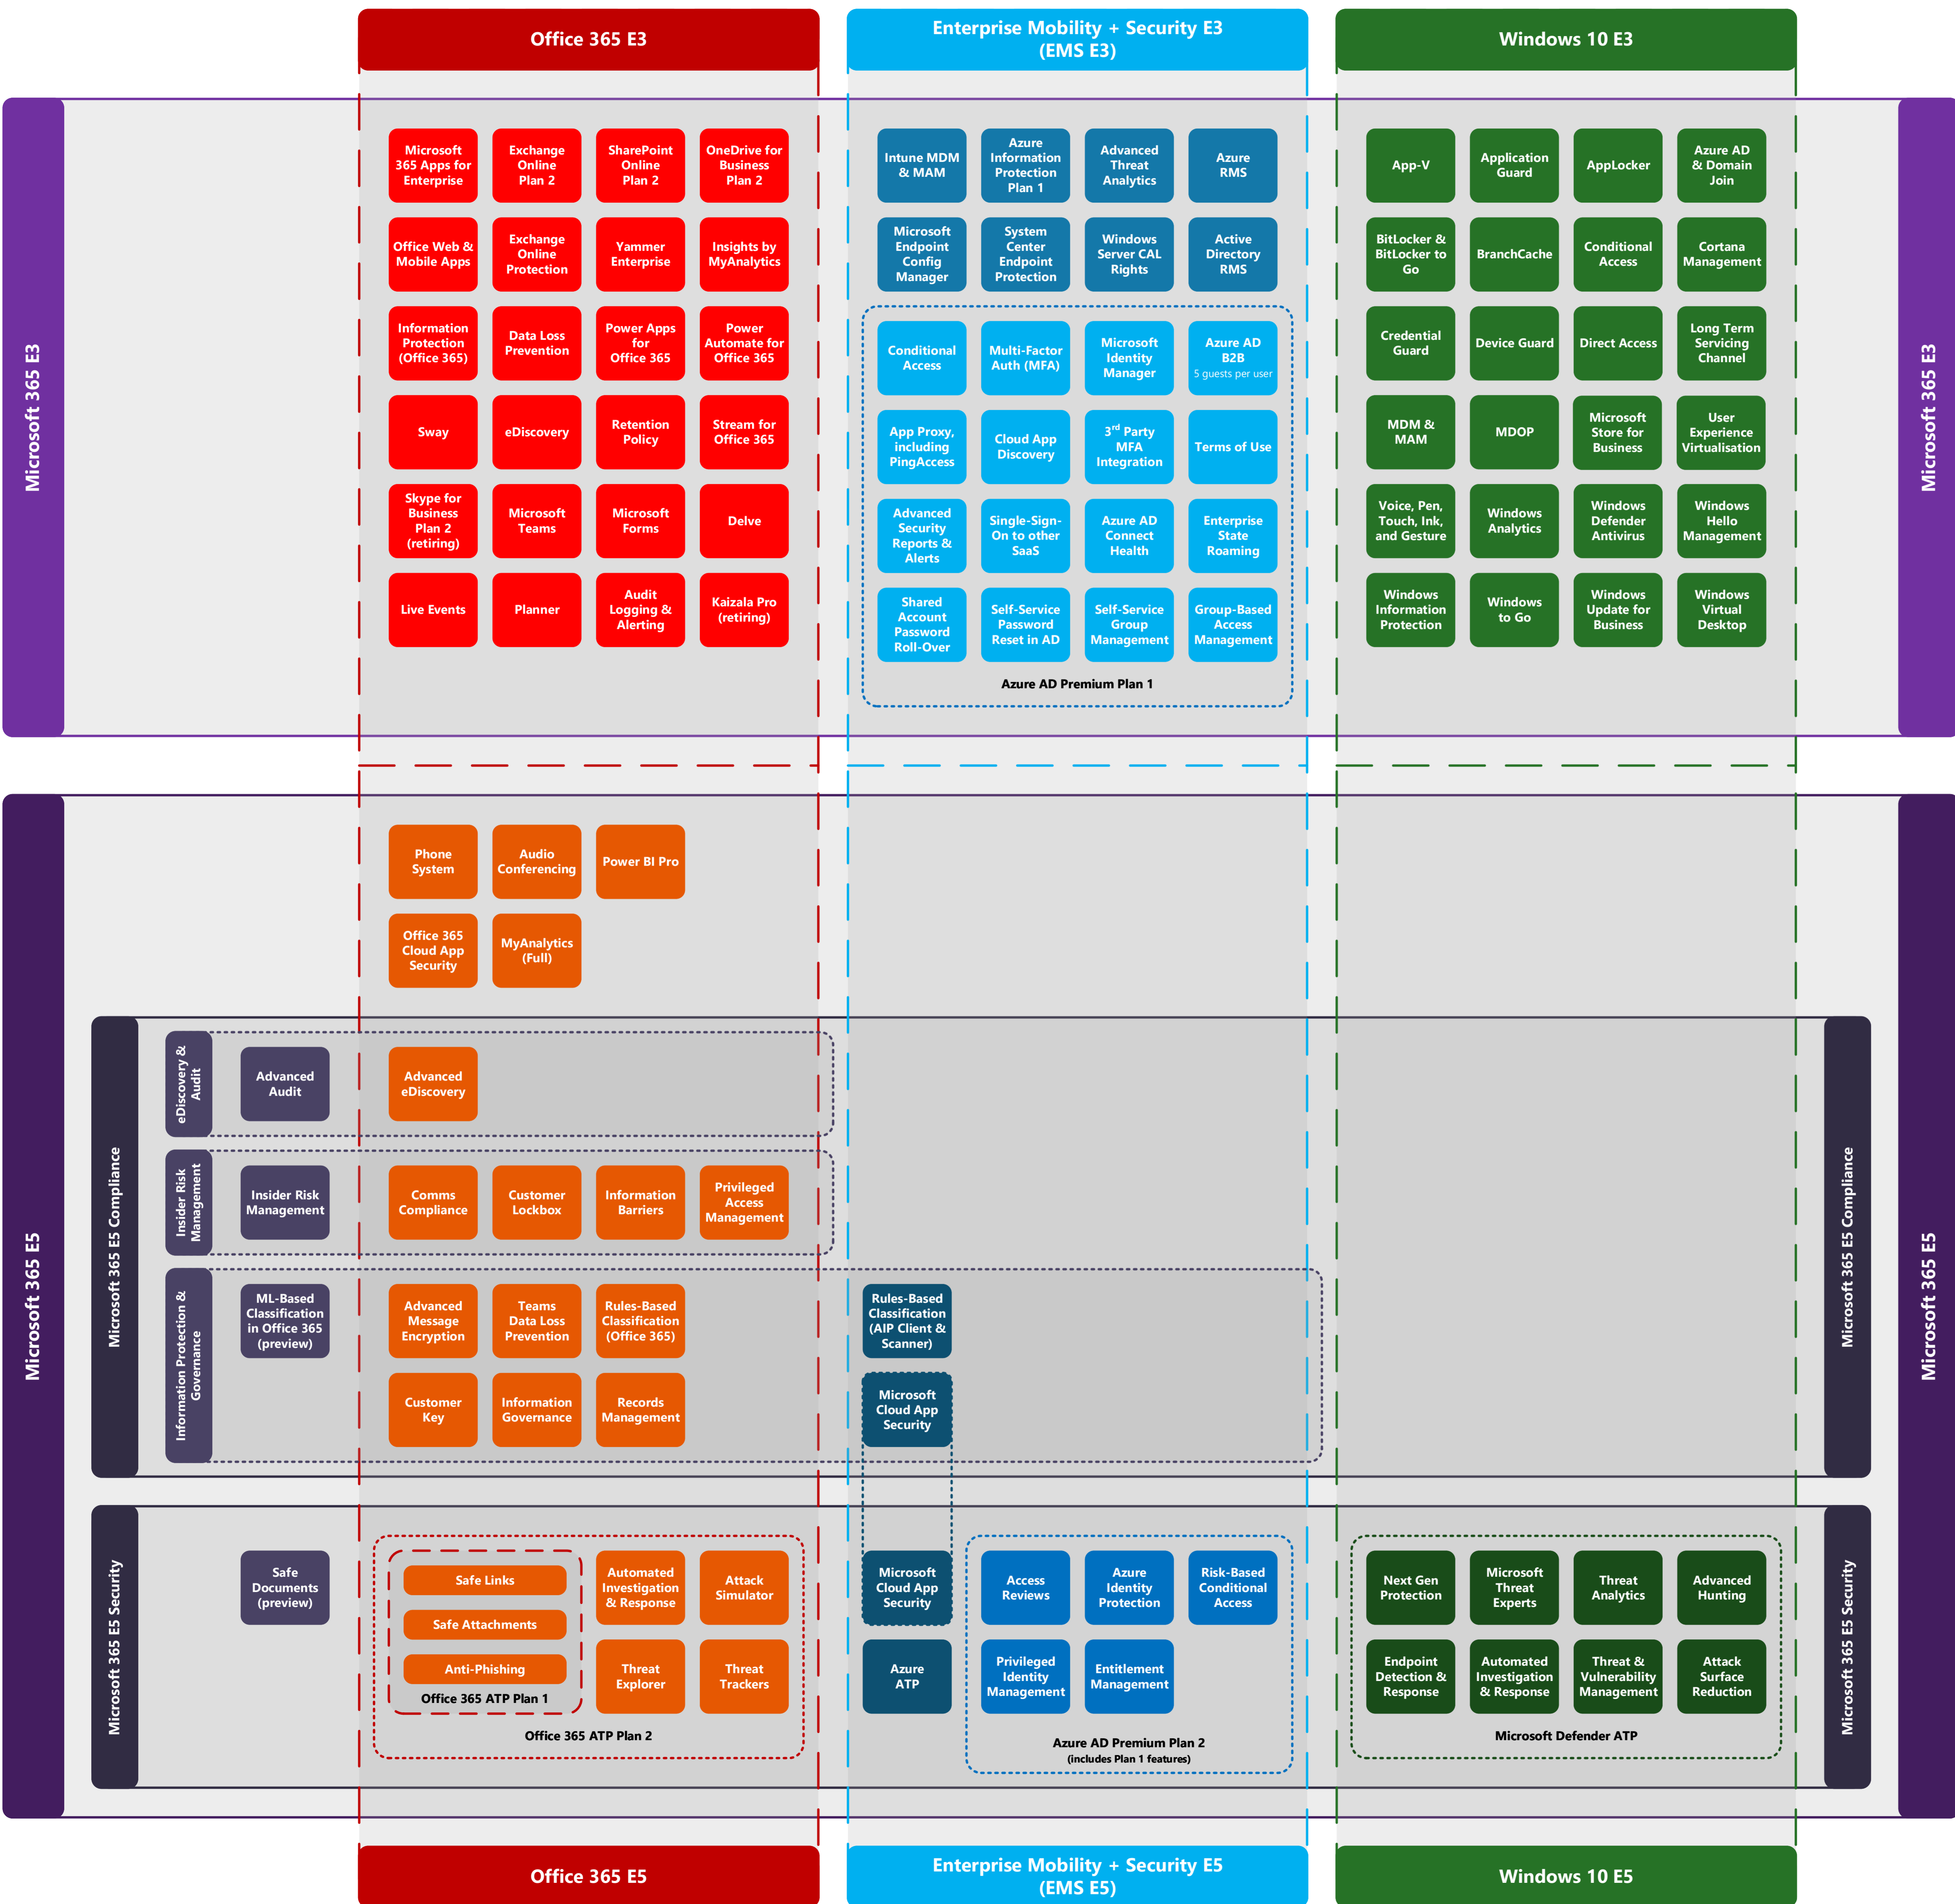 Office 365 E3
Enterprise Mobility + Security E3
(EMS E3)
Windows 10 E3
Microsoft 365 E3
Microsoft
365 Apps for
Enterprise
Exchange
Online
Plan 2
SharePoint
Online
Plan 2
OneDrive for
Business
Plan 2
Office Web &
Mobile Apps
Exchange
Online
Protection
Yammer
Enterprise
Insights by
MyAnalytics
Information
Protection
(Office 365)
Data Loss
Prevention
Power Apps
for
Office 365
Power
Automate for
Office 365
Sway
eDiscovery
Retention
Policy
Stream for
Office 365
Skype for
Business
Plan 2
(retiring)
Microsoft
Teams
Microsoft
Forms
Delve
Live Events
Planner
Audit
Logging &
Alerting
Kaizala Pro
(retiring)
Intune MDM
& MAM
Azure
Information
Protection
Plan 1
Advanced
Threat
Analytics
Azure
RMS
Microsoft
Endpoint
Config
Manager
System
Center
Endpoint
Protection
Windows
Server CAL
Rights
Active
Directory
RMS
Conditional
Access
Multi-Factor
Auth (MFA)
Microsoft
Identity
Manager
Azure AD
B2B
5 guests per user
App Proxy,
including
PingAccess
Cloud App
Discovery
3rd Party
MFA
Integration
Terms of Use
Advanced
Security
Reports &
Alerts
Single-Sign-
On to other
SaaS
Azure AD
Connect
Health
Enterprise
State
Roaming
Shared
Account
Password
Roll-Over
Self-Service
Password
Reset in AD
Self-Service
Group
Management
Group-Based
Access
Management
Azure AD Premium Plan 1
App-V
Application
Guard
AppLocker
Azure AD
& Domain
Join
BitLocker &
BitLocker to
Go
BranchCache
Conditional
Access
Cortana
Management
Credential
Guard
Device Guard
Direct Access
Long Term
Servicing
Channel
MDM &
MAM
MDOP
Microsoft
Store for
Business
User
Experience
Virtualisation
Voice, Pen,
Touch, Ink,
and Gesture
Windows
Analytics
Windows
Defender
Antivirus
Windows
Hello
Management
Windows
Information
Protection
Windows
to Go
Windows
Update for
Business
Windows
Virtual
Desktop
Microsoft 365 E3
Microsoft 365 E5
Phone
System
Audio
Conferencing
Power BI Pro
Office 365
Cloud App
Security
MyAnalytics
(Full)
Microsoft 365 E5 Compliance
eDiscovery &
Audit
Advanced
Audit
Advanced
eDiscovery
Insider Risk
Management
Insider Risk
Management
Comms
Compliance
Customer
Lockbox
Information
Barriers
Privileged
Access
Management
Information Protection &
Governance
ML-Based
Classification
in Office 365
(preview)
Advanced
Message
Encryption
Teams
Data Loss
Prevention
Rules-Based
Classification
(Office 365)
Rules-Based
Classification
(AIP Client &
Scanner)
Customer
Key
Information
Governance
Records
Management
Microsoft
Cloud App
Security
Microsoft 365 E5 Compliance
Microsoft 365 E5 Security
Safe
Documents
(preview)
Safe Links
Safe Attachments
Anti-Phishing
Office 365 ATP Plan 1
Automated
Investigation
& Response
Attack
Simulator
Threat
Explorer
Threat
Trackers
Office 365 ATP Plan 2
Microsoft
Cloud App
Security
Azure
ATP
Access
Reviews
Azure
Identity
Protection
Risk-Based
Conditional
Access
Privileged
Identity
Management
Entitlement
Management
Azure AD Premium Plan 2
(includes Plan 1 features)
Next Gen
Protection
Microsoft
Threat
Experts
Threat
Analytics
Advanced
Hunting
Endpoint
Detection &
Response
Automated
Investigation
& Response
Threat &
Vulnerability
Management
Attack
Surface
Reduction
Microsoft Defender ATP
Microsoft 365 E5 Security
Microsoft 365 E5
Office 365 E5
Enterprise Mobility + Security E5
(EMS E5)
Windows 10 E5